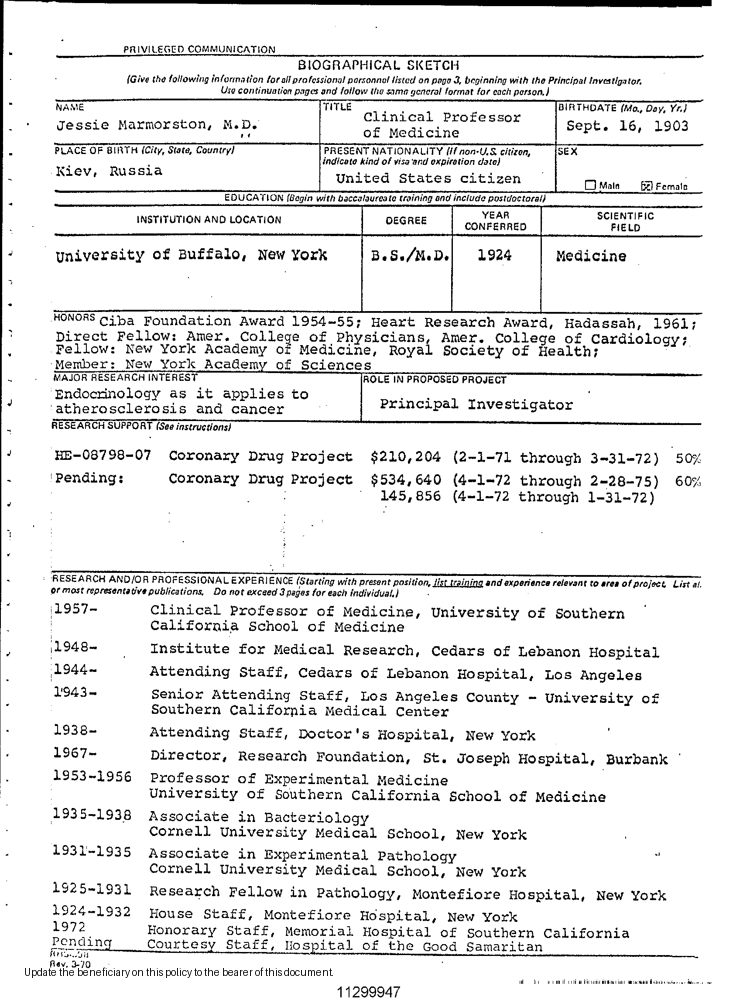 PRIVILEGED COMMUNICATION
BIOGRAPHICAL SKETCH
(Give the following information for all professional personnel listed on page 3, beginning with the Principal Investigator.
Use continuation pages and follow the same general format for each person.)
NAME
Jessie Marmorston, M.D.
TITLE
Clinical Professor
of Medicine
BIRTHDATE (Mo., Day, Yr.)
Sept. 16, 1903
PLACE OF BIRTH (City, State, Country)
Kiev, Russia
PRESENT NATIONALITY (If non-U.S. citizen,
indicate kind of visa and expiration date)
United States citizen
SEX
Male Female
EDUCATION (Begin with baccalaureate training and include postdoctoral)
INSTITUTION AND LOCATION
DEGREE
YEAR
CONFERRED
SCIENTIFIC
FIELD
University of Buffalo, New York B.S./M.D. 1924 Medicine
HONORS Ciba Foundation Award 1954-55; Heart Research Award, Hadassah, 1961;
Direct Fellow: Amer. College of Physicians, Amer. College of Cardiology;
Fellow: New York Academy of Medicine, Royal Society of Health;
Member: New York Academy of Sciences
MAJOR RESEARCH INTEREST
Endocrinology as it applies to
atherosclerosis and cancer
ROLE IN PROPOSED PROJECT
Principal Investigator
RESEARCH SUPPORT (See instructions)
HE-08798-07 Coronary Drug Project $210,204 (2-1-71 through 3-31-72) 50%
Pending: Coronary Drug Project $534,640 (4-1-72 through 2-28-75) 60%
145,856 (4-1-72 through 1-31-72)
RESEARCH AND/OR PROFESSIONAL EXPERIENCE (Starting with present position, list training and experience relevant to area of project. List all
or most representative publications. Do not exceed 3 pages for each individual.)
1957- Clinical Professor of Medicine, University of Southern
California School of Medicine
1948- Institute for Medical Research, Cedars of Lebanon Hospital
1944- Attending Staff, Cedars of Lebanon Hospital, Los Angeles
1943- Senior Attending Staff, Los Angeles County - University of
Southern California Medical Center
1938- Attending Staff, Doctor's Hospital, New York
1967- Director, Research Foundation, St. Joseph Hospital, Burbank
1953-1956 Professor of Experimental Medicine
University of Southern California School of Medicine
1935-1938 Associate in Bacteriology
Cornell University Medical School, New York
1931-1935 Associate in Experimental Pathology
Cornell University Medical School, New York
1925-1931 Research Fellow in Pathology, Montefiore Hospital, New York
1924-1932 House Staff, Montefiore Hospital, New York
1972 Honorary Staff, Memorial Hospital of Southern California
Pending Courtesy Staff, Hospital of the Good Samaritan
Rev. 3-70
Update the beneficiary on this policy to the bearer of this document.
11299947